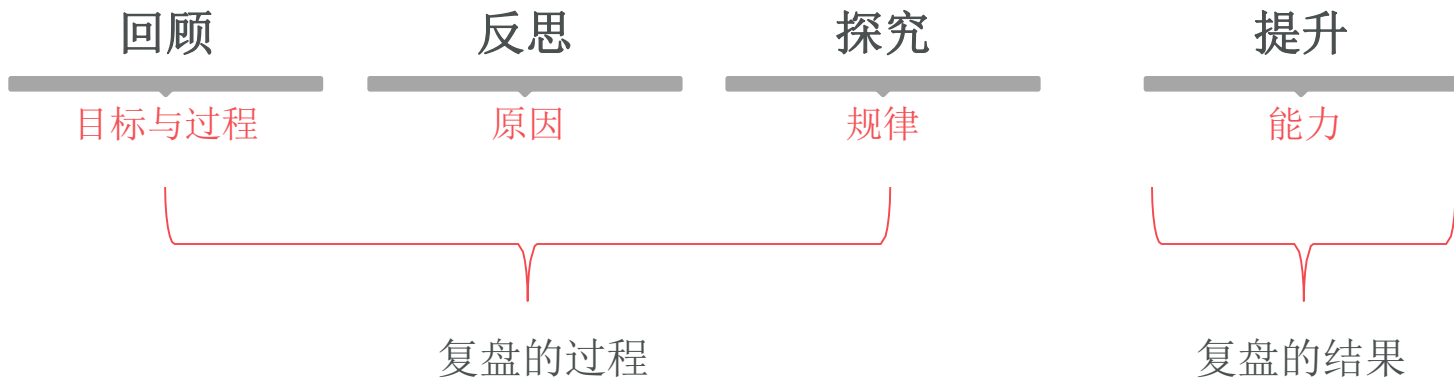 回顾 反思 探究 提升
目标与过程 原因 规律 能力
复盘的过程 复盘的结果